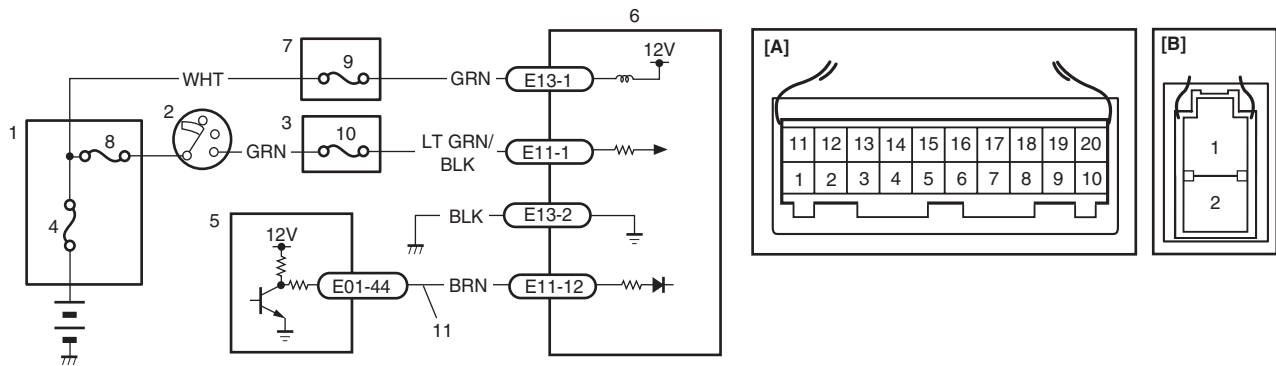 6
7
9
WHT
GRN
E13-1
12V
1
8
2
3
10
GRN
LT GRN/
BLK
E11-1
4
5
12V
BLK
E13-2
E01-44
BRN
E11-12
11
[A]
11 12 13 14 15 16 17 18 19 20
1 2 3 4 5 6 7 8 9 10
[B]
1
2